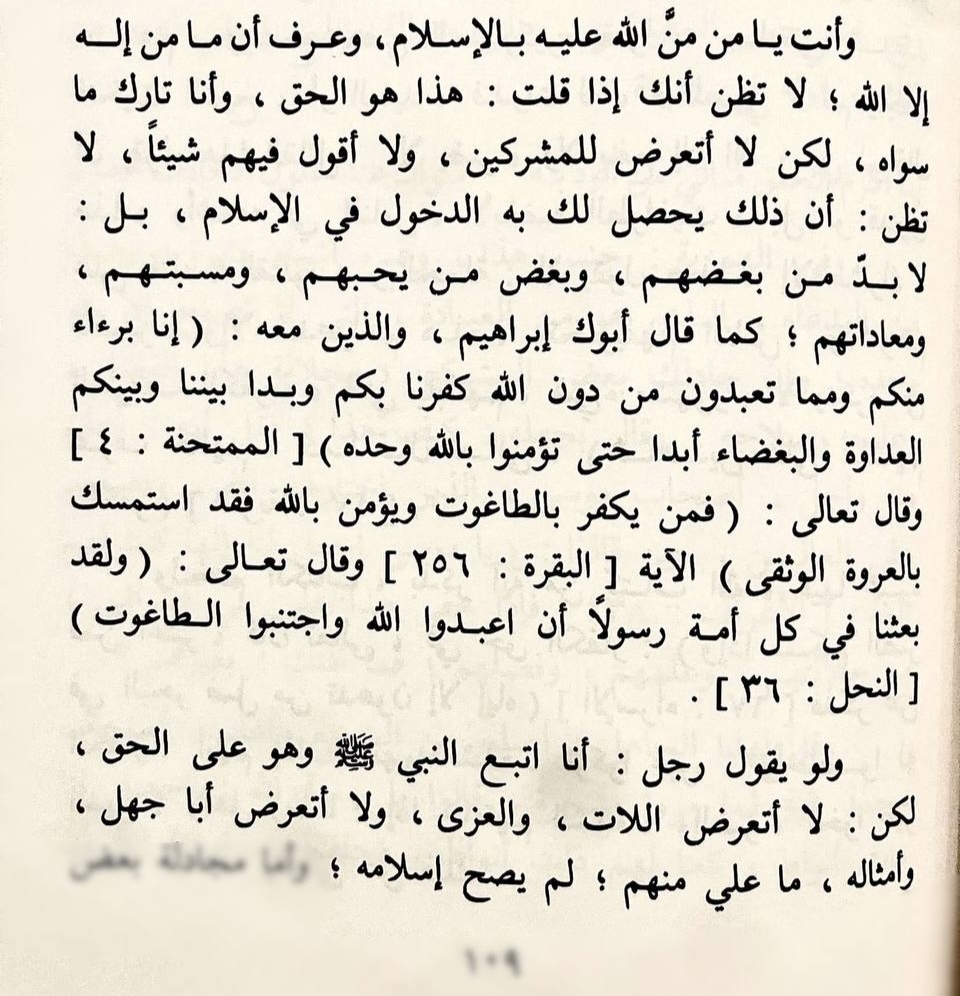 وأنت يا من منَّ الله عليه بالإسلام، وعرف أن ما من إله
إلا الله ؛ لا تظن أنك إذا قلت : هذا هو الحق ، وأنا تارك ما
سواه ، لكن لا أتعرض للمشركين ، ولا أقول فيهم شيئاً ، لا
تظن : أن ذلك يحصل لك به الدخول في الإسلام ، بل :
لا بدّ من بغضهم ، وبغض من يحبهم ، ومسبتهم ،
ومعاداتهم ؛ كما قال أبوك إبراهيم ، والذين معه : ( إنا برءاء
منكم ومما تعبدون من دون الله كفرنا بكم وبدا بيننا وبينكم
العداوة والبغضاء أبدا حتى تؤمنوا بالله وحده ) [ الممتحنة : ٤ ]
وقال تعالى : ( فمن يكفر بالطاغوت ويؤمن بالله فقد استمسك
بالعروة الوثقى ) الآية [ البقرة : ٢٥٦ ] وقال تعالى : ( ولقد
بعثنا في كل أمة رسولاً أن اعبدوا الله واجتنبوا الطاغوت )
[ النحل : ٣٦ ] .
ولو يقول رجل : أنا اتبع النبي ﷺ وهو على الحق ،
لكن : لا أتعرض اللات ، والعزى ، ولا أتعرض أبا جهل ،
وأمثاله ، ما علي منهم ؛ لم يصح إسلامه ؛ وأما مجادلة بعض
١٠٩